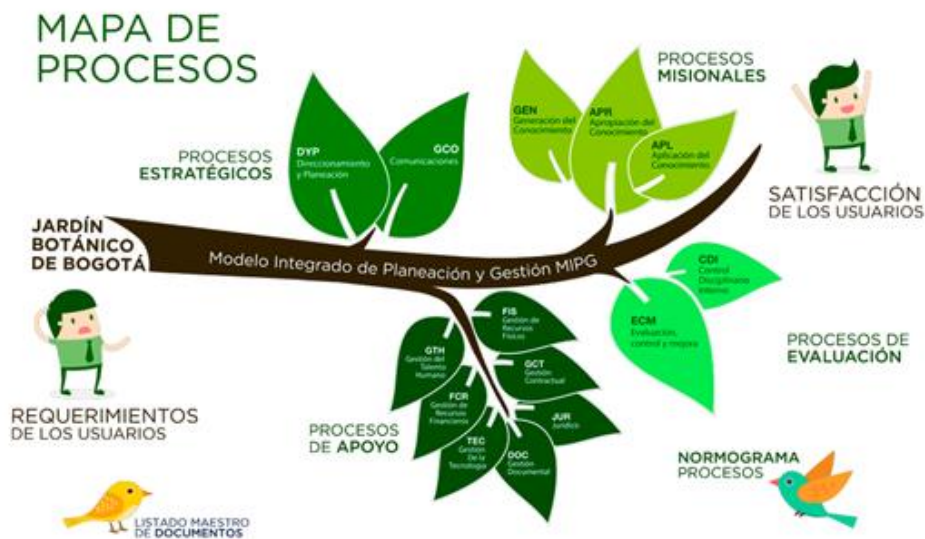 MAPA DE
PROCESOS
PROCESOS
ESTRATÉGICOS
DYP
Direccionamiento
y Planeación
GCO
Comunicaciones
PROCESOS
MISIONALES
GEN
Generación del
Conocimiento
APR
Apropiación del
Conocimiento
APL
Aplicación del
Conocimiento
SATISFACCIÓN
DE LOS USUARIOS
JARDÍN
BOTÁNICO
DE BOGOTÁ
Modelo Integrado de Planeación y Gestión MIPG
CDI
Control
Disciplinario
Interno
ECM
Evaluación,
control y mejora
PROCESOS DE
EVALUACIÓN
REQUERIMIENTOS
DE LOS USUARIOS
PROCESOS
DE APOYO
FIS
Gestión de
Recursos
Físicos
GTH
Gestión del
Talento
Humano
GCT
Gestión
Contractual
FCR
Gestión de
Recursos
Financieros
JUR
Jurídico
TEC
Gestión
De la
Tecnología
DOC
Gestión
Documental
NORMOGRAMA
PROCESOS
LISTADO MAESTRO
DE DOCUMENTOS